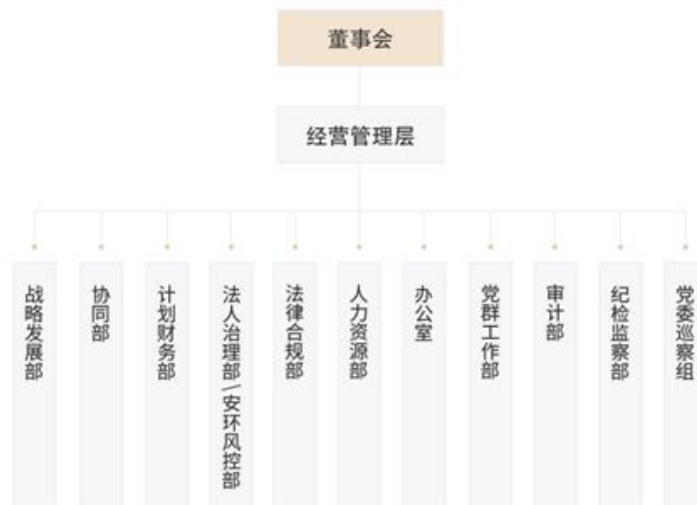 董事会
经营管理层
战略发展部
协同部
计划财务部
法人治理部/安环风控部
法律合规部
人力资源部
办公室
党群工作部
审计部
纪检监察部
党委巡察组